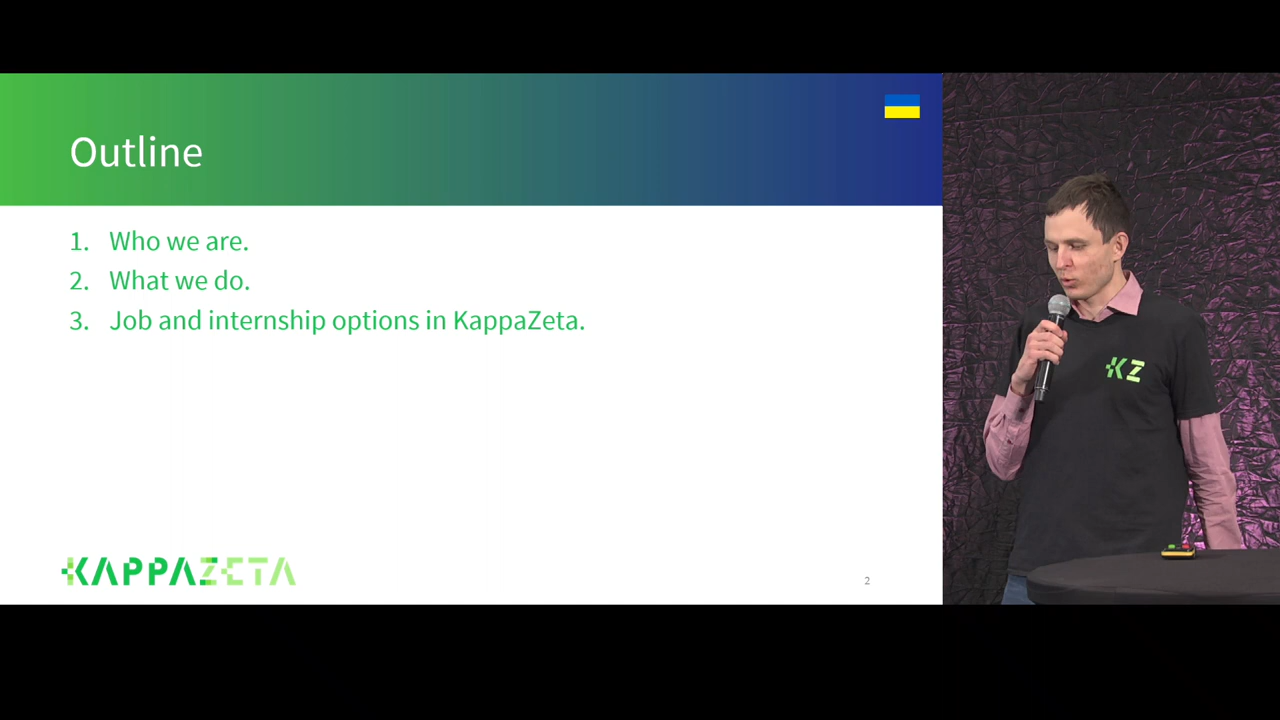 Outline
1. Who we are.
2. What we do.
3. Job and internship options in KappaZeta.
KAPPAZETA
2
KZ